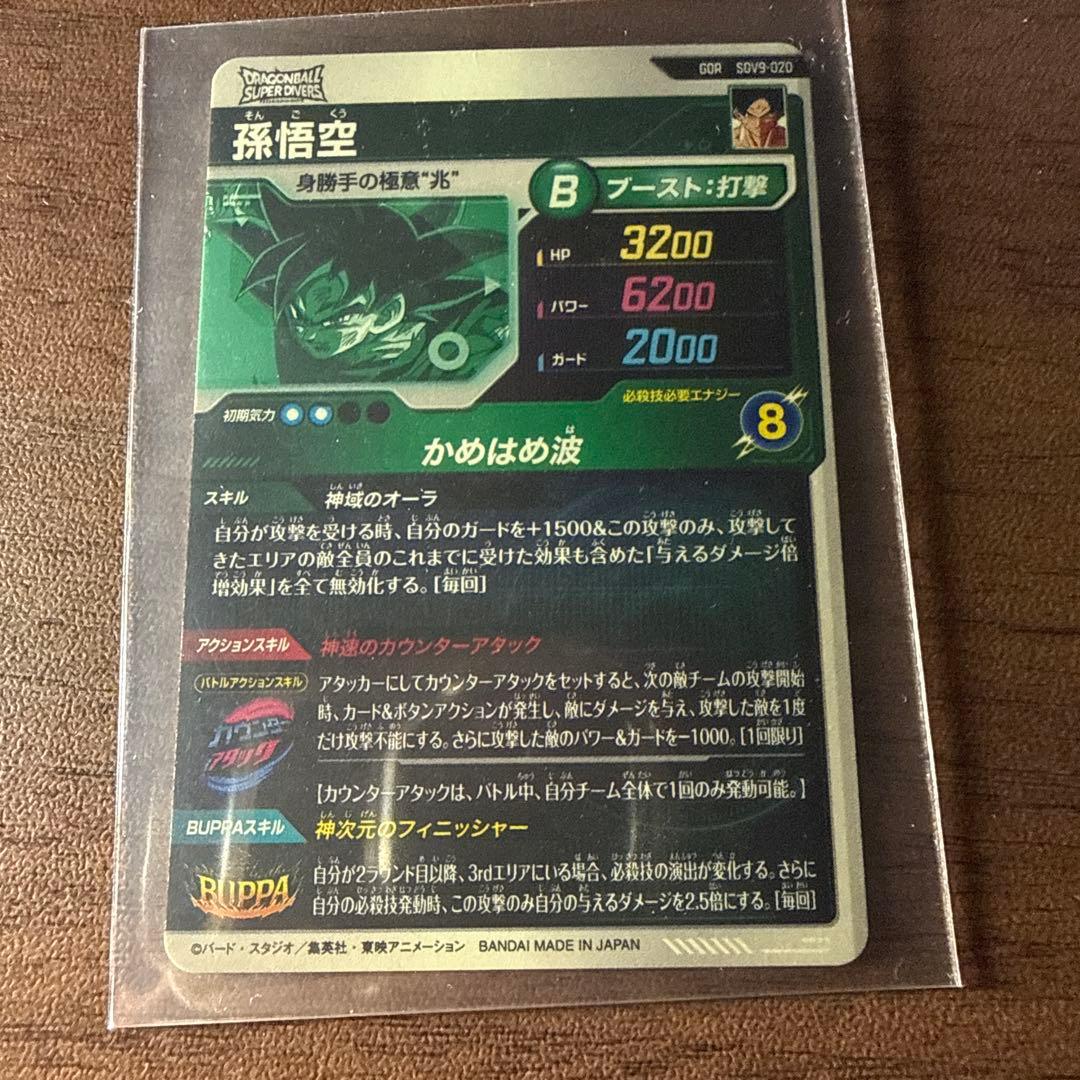 GDR SGV9-020
DRAGONBALL
SUPER DIVERS
そん ご くう
孫悟空
身勝手の極意"兆"
B ブースト:打撃
HP 3200
パワー 6200
ガード 2000
初期気力
必殺技必要エナジー
8
は
かめはめ波
スキル 神域のオーラ
自分が攻撃を受ける時、自分のガードを+1500&この攻撃のみ、攻撃して
きたエリアの敵全員のこれまでに受けた効果も含めた「与えるダメージ倍
増効果」を全て無効化する。[毎回]
アクションスキル 神速のカウンターアタック
バトルアクションスキル
カウンター
アタック
アタッカーにしてカウンターアタックをセットすると、次の敵チームの攻撃開始
時、カード&ボタンアクションが発生し、敵にダメージを与え、攻撃した敵を1度
だけ攻撃不能にする。さらに攻撃した敵のパワー&ガードを-1000。[1回限り]
[カウンターアタックは、バトル中、自分チーム全体で1回のみ発動可能。]
BUPPAスキル 神次元のフィニッシャー
BUPPA
自分が2ラウンド目以降、3rdエリアにいる場合、必殺技の演出が変化する。さらに
自分の必殺技発動時、この攻撃のみ自分の与えるダメージを2.5倍にする。[毎回]
©バード・スタジオ/集英社・東映アニメーション BANDAI MADE IN JAPAN